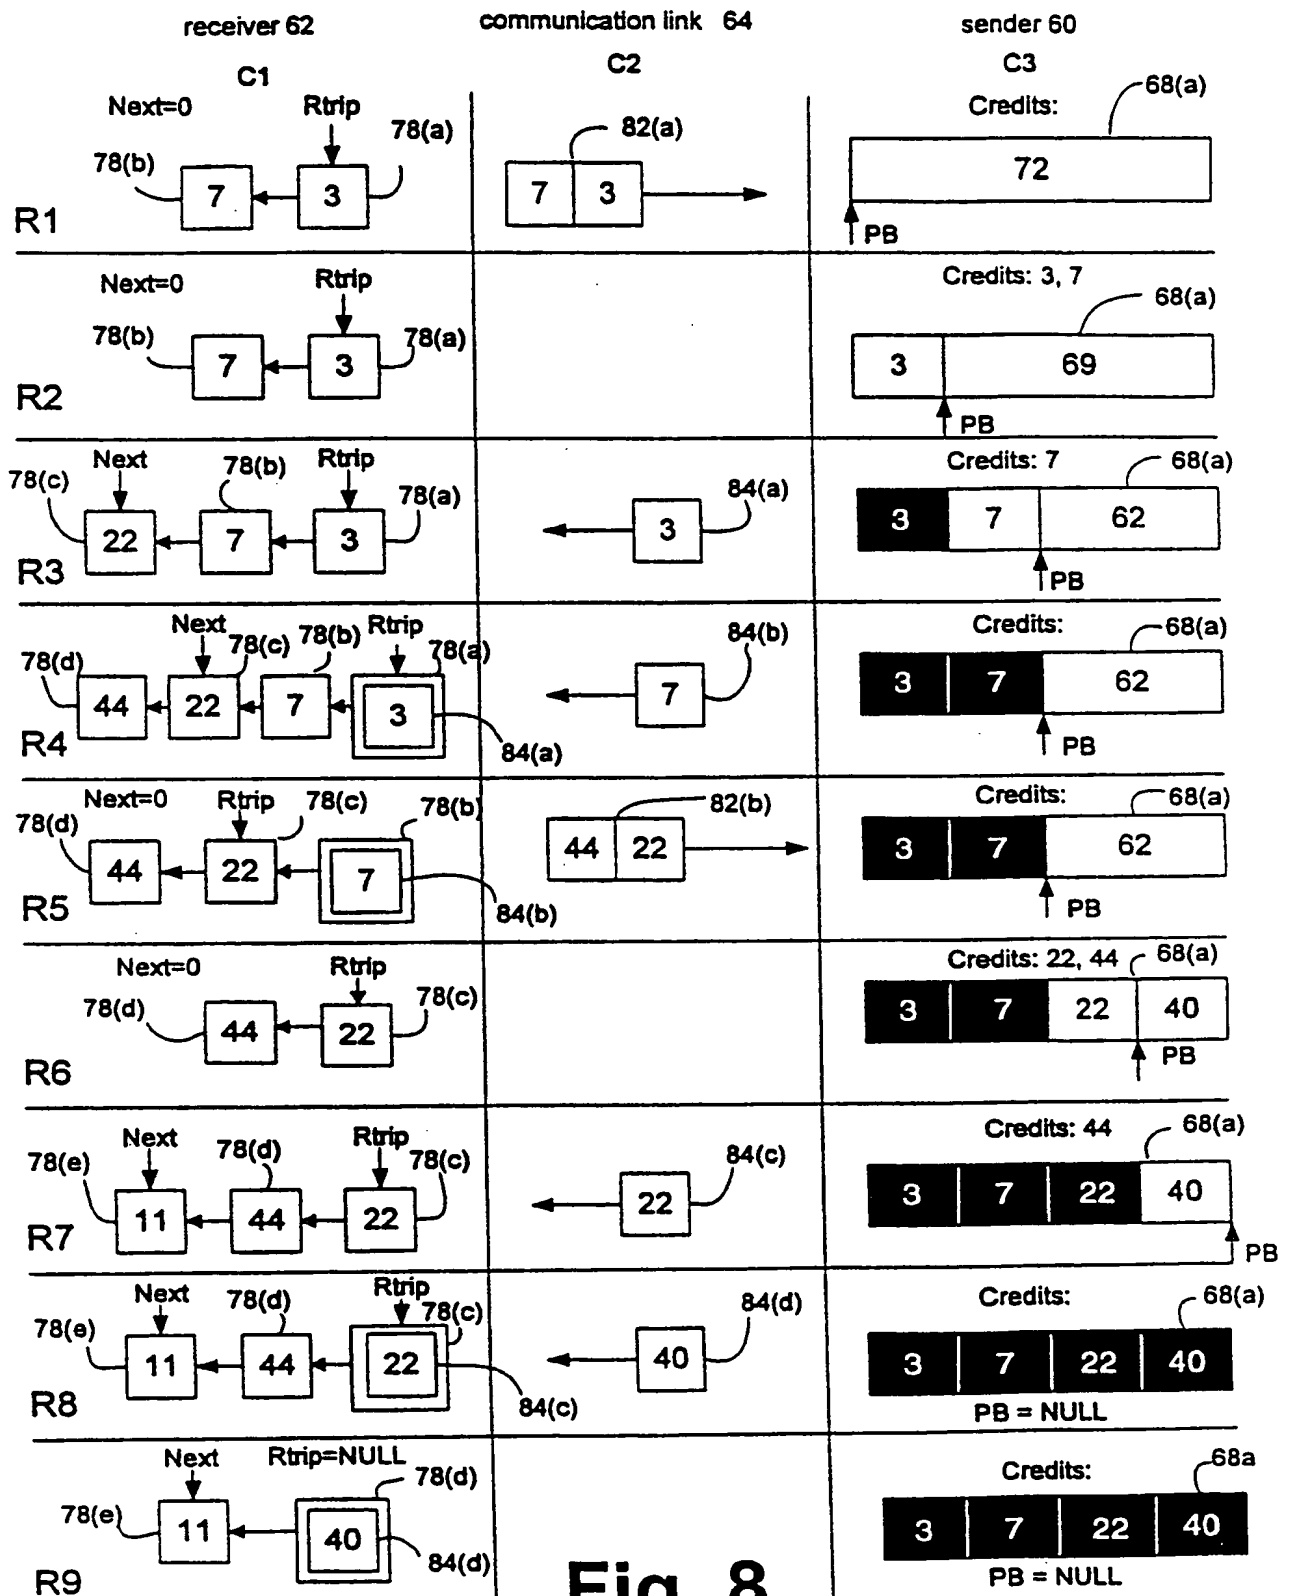 receiver 62 communication link 64 sender 60
C1 C2 C3
Next=0 Rtrip Credits: 68(a)
78(b) 78(a) 82(a)
7 3 7 3 72
R1 PB
Next=0 Rtrip Credits: 3, 7
78(b) 78(a) 68(a)
7 3 3 69
R2 PB
Next 78(b) Rtrip Credits: 7 68(a)
78(c) 78(a) 84(a)
22 7 3 3 3 7 62
R3 PB
Next 78(b) Rtrip 84(b) Credits: 68(a)
78(d) 78(c) 78(a)
44 22 7 3 7 3 7 62
R4 84(a) PB
Next=0 Rtrip 78(c) 78(b) 82(b) Credits: 68(a)
78(d)
44 22 7 44 22 3 7 62
R5 84(b) PB
Next=0 Rtrip Credits: 22, 44 68(a)
78(d) 78(c)
44 22 3 7 22 40
R6 PB
Next 78(d) Rtrip Credits: 44 68(a)
78(e) 78(c) 84(c)
11 44 22 22 3 7 22 40
R7 PB
Next 78(d) Rtrip 84(d) Credits: 68(a)
78(e) 78(c)
11 44 22 40 3 7 22 40
R8 84(c) PB = NULL
Next Rtrip=NULL 78(d) Credits: 68a
78(e)
11 40 3 7 22 40
R9 84(d) PB = NULL
Fig. 8